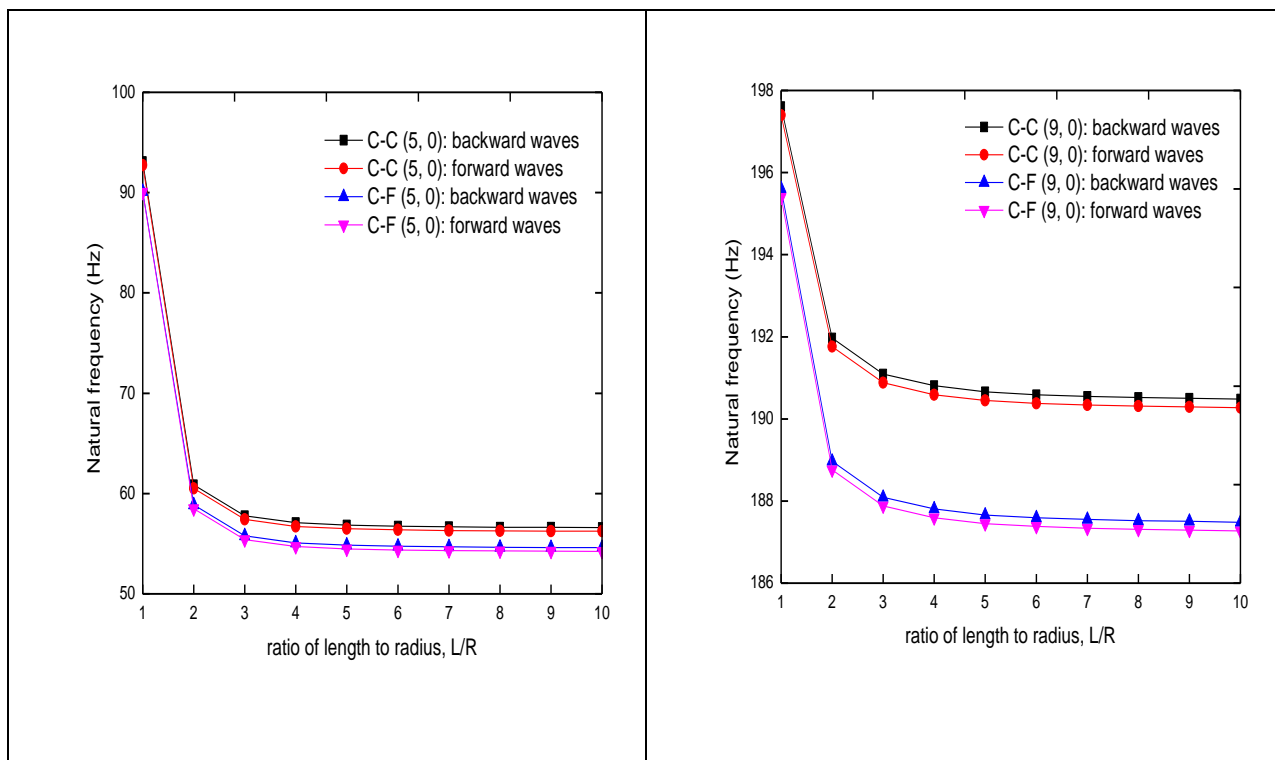 100
90
80
70
60
50
Natural frequency (Hz)
C-C (5, 0): backward waves
C-C (5, 0): forward waves
C-F (5, 0): backward waves
C-F (5, 0): forward waves
1 2 3 4 5 6 7 8 9 10
ratio of length to radius, L/R
198
196
194
192
190
188
186
Natural frequency (Hz)
C-C (9, 0): backward waves
C-C (9, 0): forward waves
C-F (9, 0): backward waves
C-F (9, 0): forward waves
1 2 3 4 5 6 7 8 9 10
ratio of length to radius, L/R